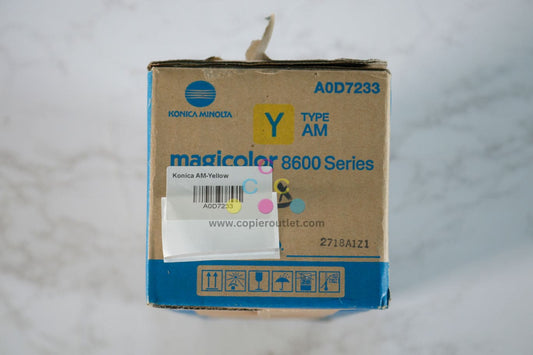 A0D7233
KONICA MINOLTA
Y
TYPE
AM
magicolor 8600 Series
Konica AM-Yellow
A0D7233
www.copieroutlet.com
2718A1Z1